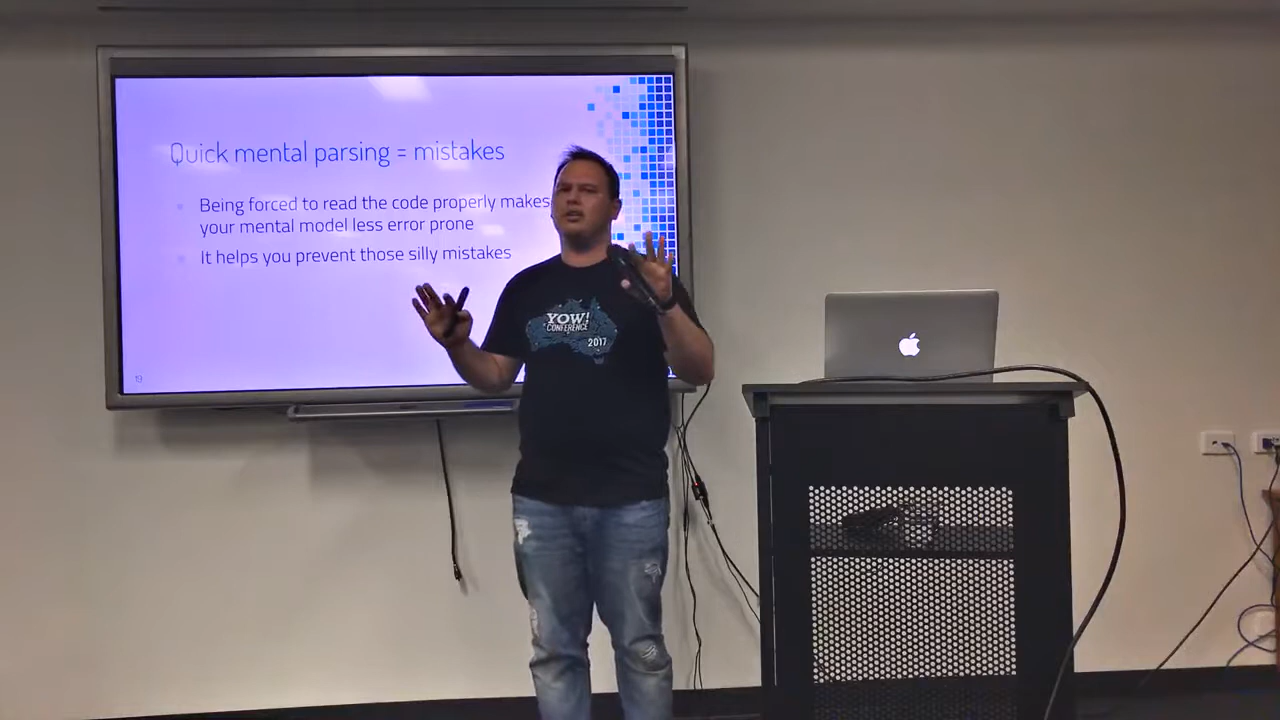 Quick mental parsing = mistakes
Being forced to read the code properly makes
your mental model less error prone
It helps you prevent those silly mistakes
19
YOW!
CONFERENCE
2017